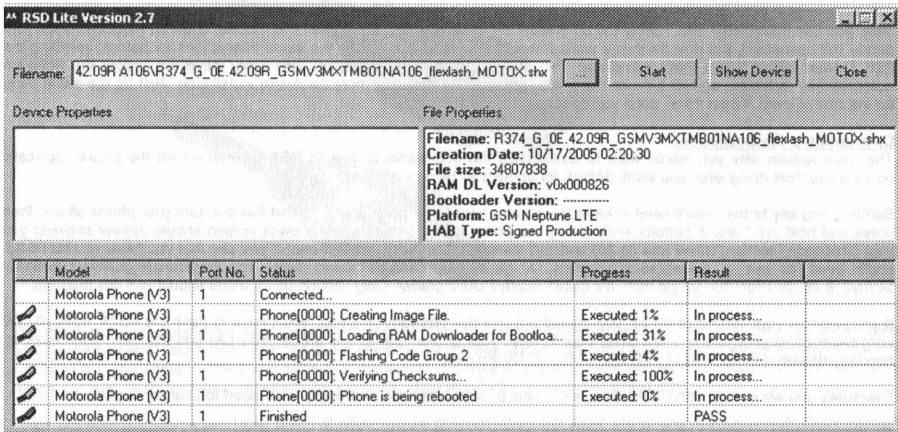 RSD Lite Version 2.7
Filename: 42.09R A106\R374_G_0E.42.09R_GSMV3MXTMB01NA106_flexlash_MOTOX.shx ... Start Show Device Close
Device Properties File Properties
Filename: R374_G_0E.42.09R_GSMV3MXTMB01NA106_flexlash_MOTOX.shx
Creation Date: 10/17/2005 02:20:30
File size: 34807838
RAM DL Version: v0x000826
Bootloader Version: -------------
Platform: GSM Neptune LTE
HAB Type: Signed Production
Model Port No. Status Progress Result
Motorola Phone (V3) 1 Connected...
Motorola Phone (V3) 1 Phone[0000]: Creating Image File. Executed: 1% In process...
Motorola Phone (V3) 1 Phone[0000]: Loading RAM Downloader for Bootloa... Executed: 31% In process...
Motorola Phone (V3) 1 Phone[0000]: Flashing Code Group 2 Executed: 4% In process...
Motorola Phone (V3) 1 Phone[0000]: Verifying Checksums... Executed: 100% In process...
Motorola Phone (V3) 1 Phone[0000]: Phone is being rebooted Executed: 0% In process...
Motorola Phone (V3) 1 Finished PASS